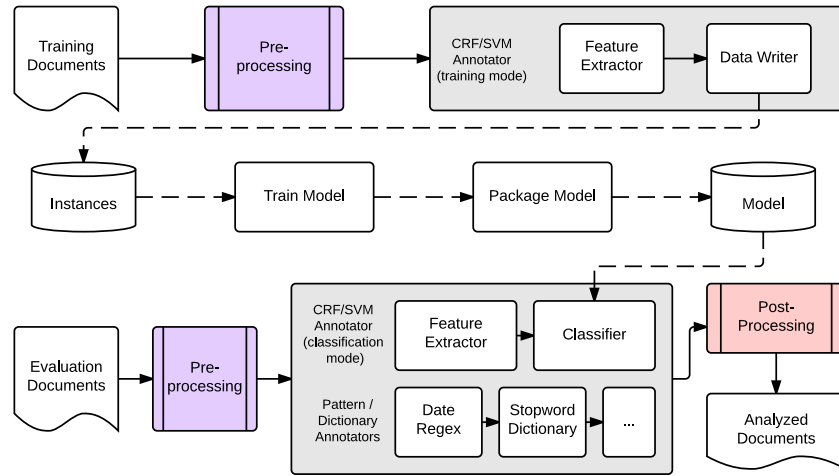 Training
Documents
Pre-
processing
CRF/SVM
Annotator
(training mode)
Feature
Extractor
Data Writer
Instances
Train Model
Package Model
Model
Evaluation
Documents
Pre-
processing
CRF/SVM
Annotator
(classification
mode)
Feature
Extractor
Classifier
Pattern /
Dictionary
Annotators
Date
Regex
Stopword
Dictionary
...
Post-
Processing
Analyzed
Documents